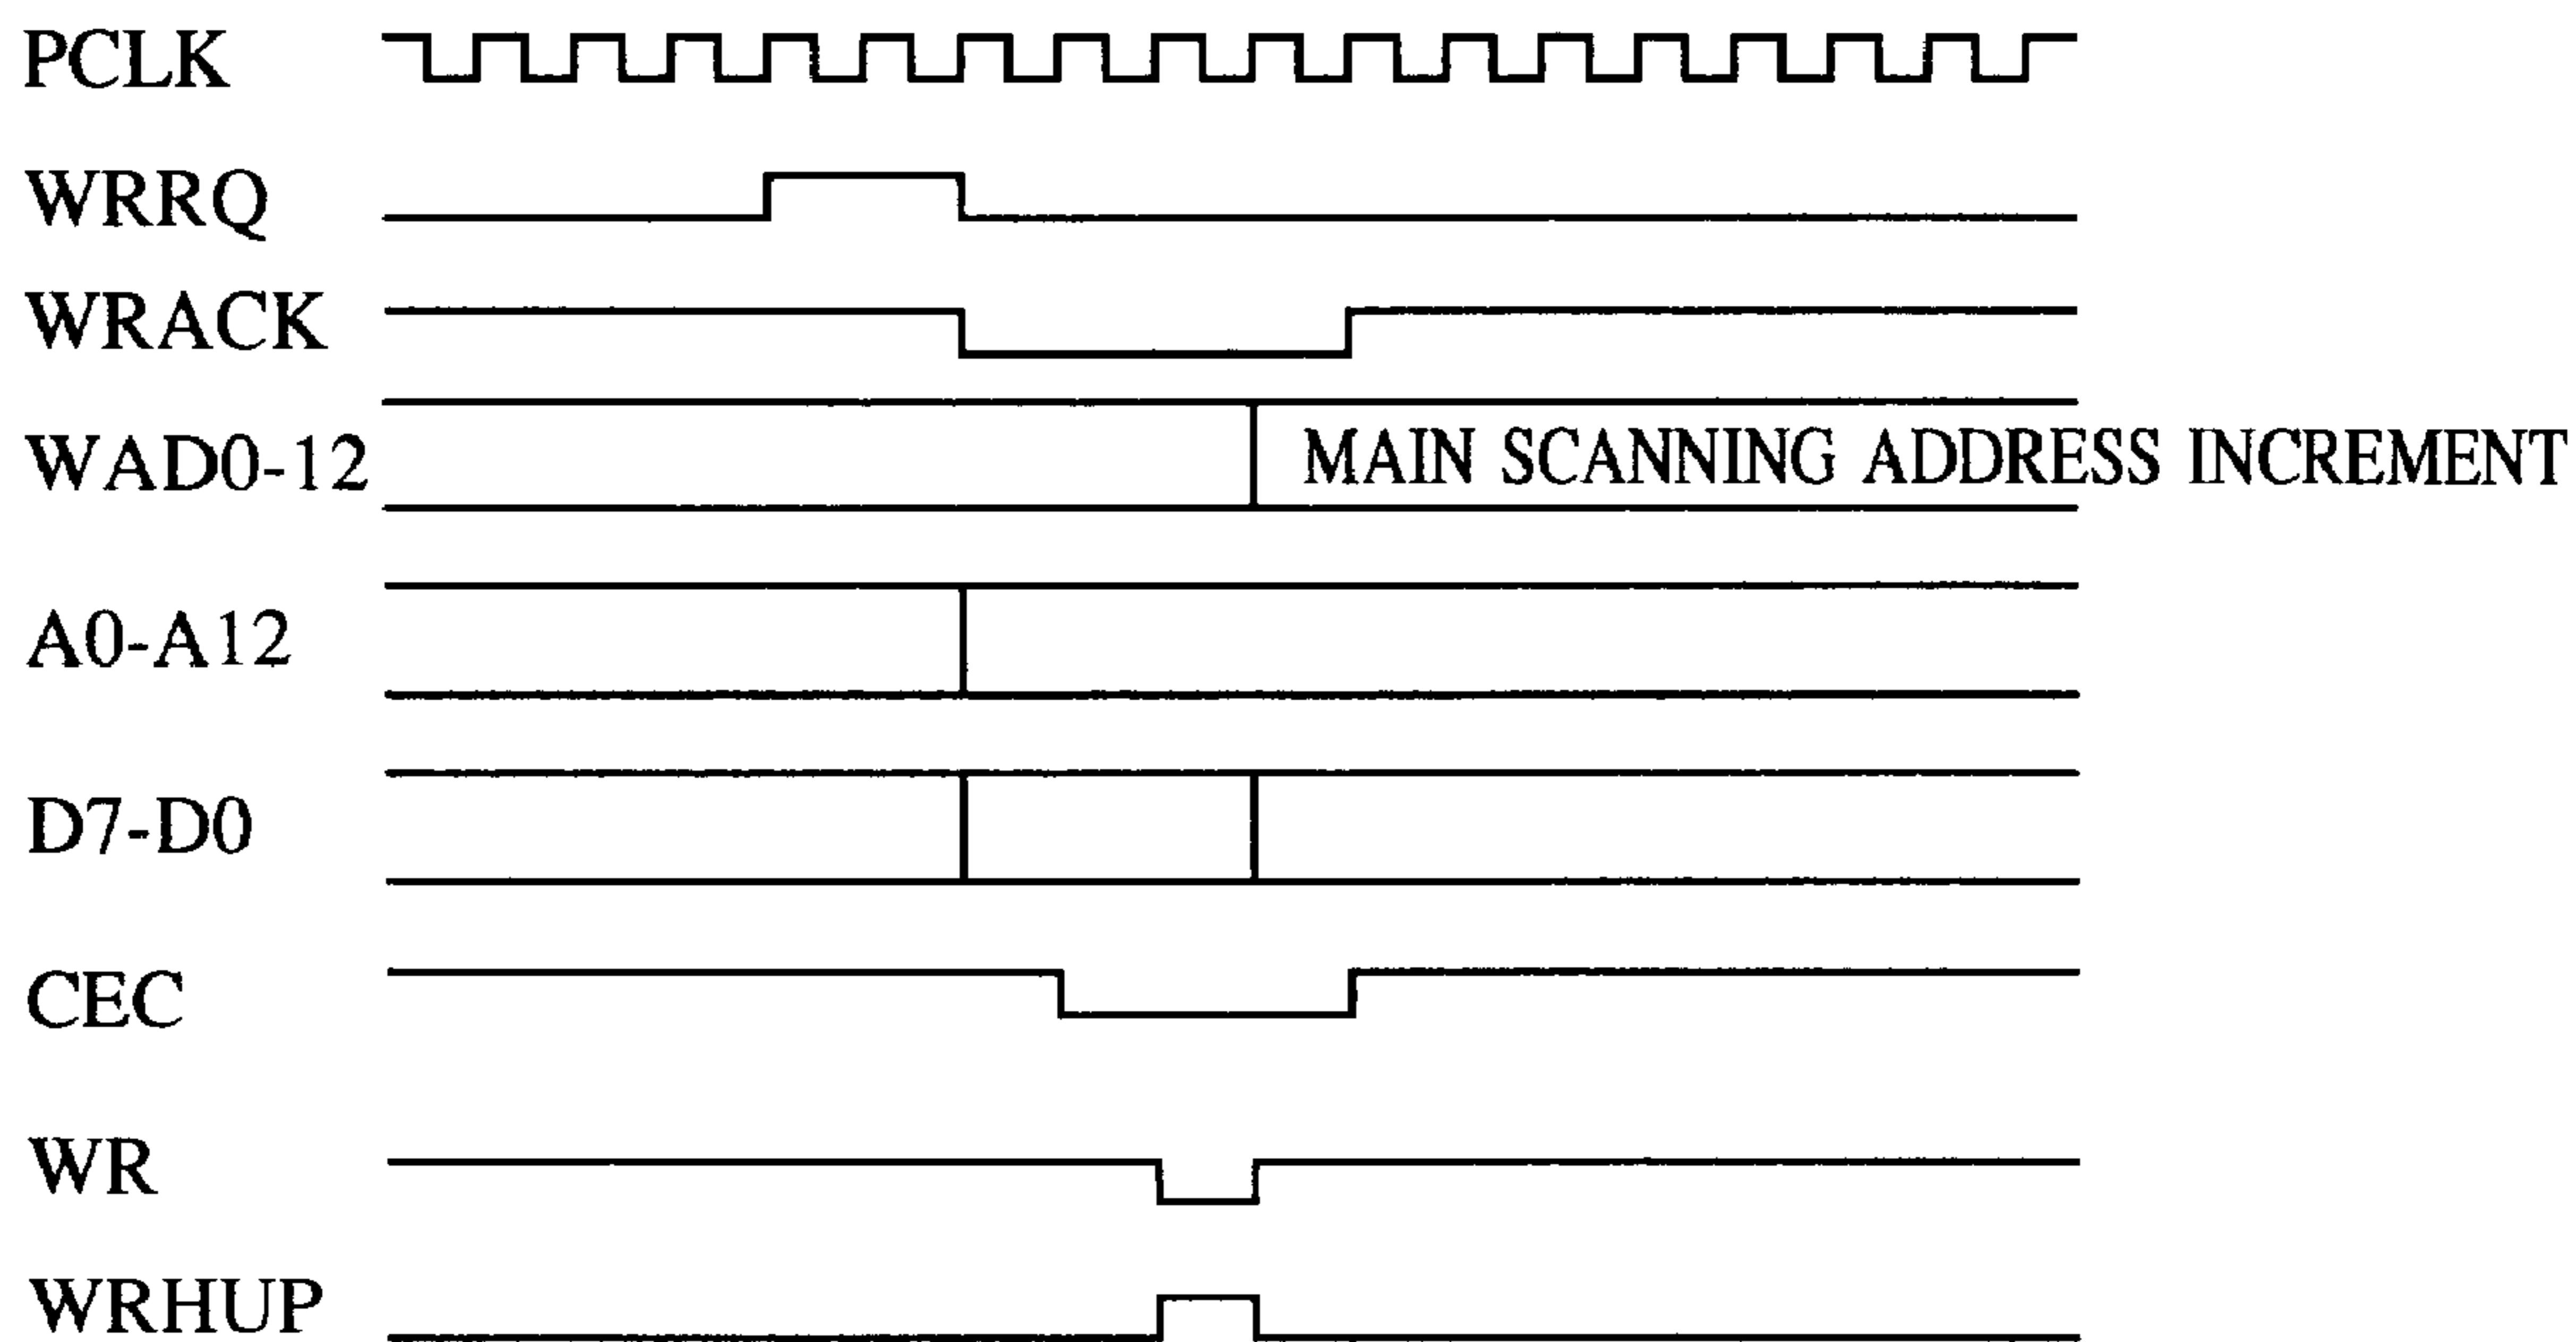 PCLK
WRRQ
WRACK
WAD0-12 MAIN SCANNING ADDRESS INCREMENT
A0-A12
D7-D0
CEC
WR
WRHUP